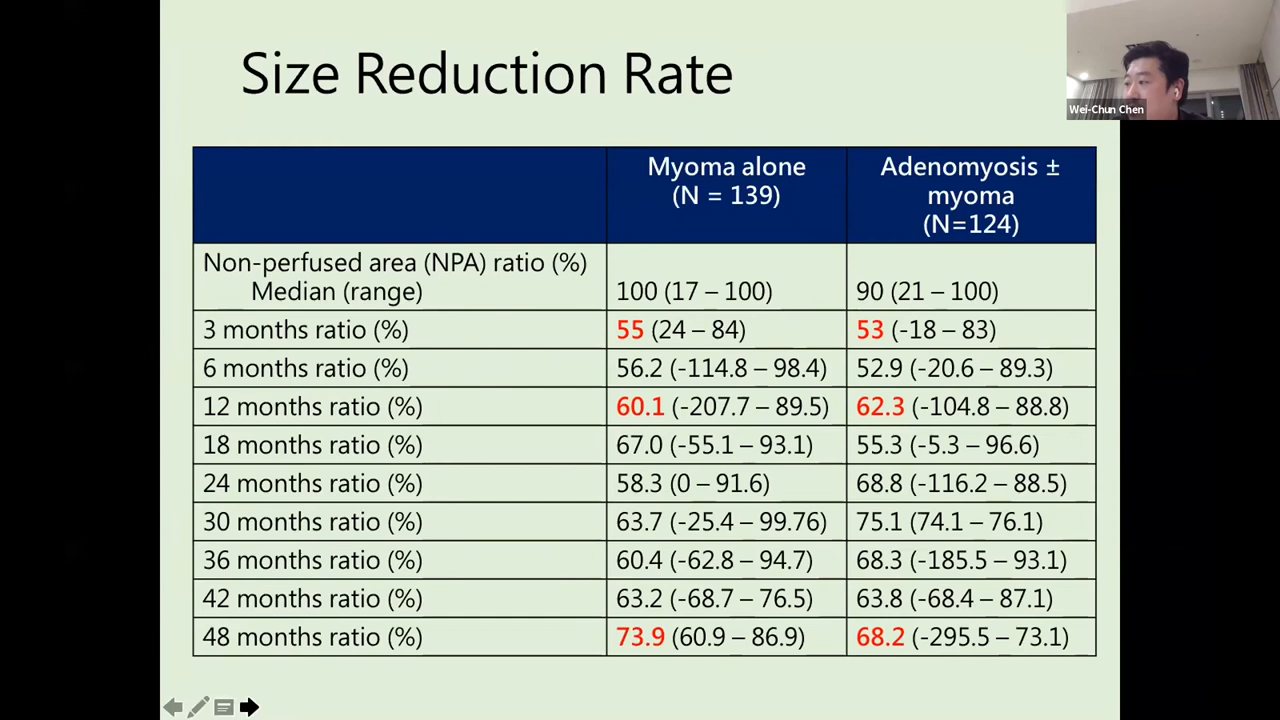 Size Reduction Rate
Wei-Chun Chen
Myoma alone
(N = 139)
Adenomyosis ±
myoma
(N=124)
Non-perfused area (NPA) ratio (%)
Median (range)
100 (17 – 100)
90 (21 – 100)
3 months ratio (%)
55 (24 – 84)
53 (-18 – 83)
6 months ratio (%)
56.2 (-114.8 – 98.4)
52.9 (-20.6 – 89.3)
12 months ratio (%)
60.1 (-207.7 – 89.5)
62.3 (-104.8 – 88.8)
18 months ratio (%)
67.0 (-55.1 – 93.1)
55.3 (-5.3 – 96.6)
24 months ratio (%)
58.3 (0 – 91.6)
68.8 (-116.2 – 88.5)
30 months ratio (%)
63.7 (-25.4 – 99.76)
75.1 (74.1 – 76.1)
36 months ratio (%)
60.4 (-62.8 – 94.7)
68.3 (-185.5 – 93.1)
42 months ratio (%)
63.2 (-68.7 – 76.5)
63.8 (-68.4 – 87.1)
48 months ratio (%)
73.9 (60.9 – 86.9)
68.2 (-295.5 – 73.1)